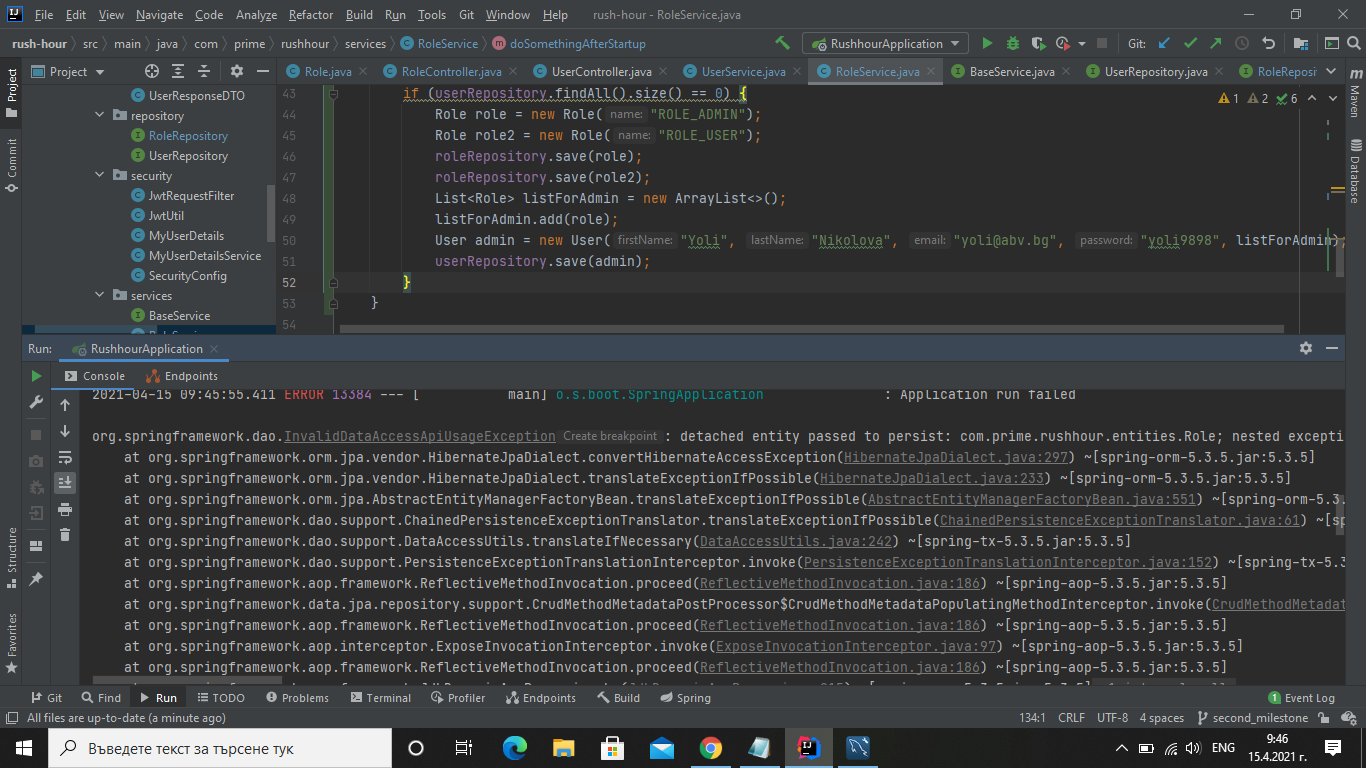 File Edit View Navigate Code Analyze Refactor Build Run Tools Git Window Help rush-hour - RoleService.java
rush-hour src main java com prime rushhour services RoleService doSomethingAfterStartup RushhourApplication Git:
Project Role.java RoleController.java UserController.java UserService.java RoleService.java BaseService.java UserRepository.java RoleReposi
UserResponseDTO
repository
RoleRepository
UserRepository
security
JwtRequestFilter
JwtUtil
MyUserDetails
MyUserDetailsService
SecurityConfig
services
BaseService
43 if (userRepository.findAll().size() == 0) { 1 2 6
44 Role role = new Role( name: "ROLE_ADMIN");
45 Role role2 = new Role( name: "ROLE_USER");
46 roleRepository.save(role);
47 roleRepository.save(role2);
48 List<Role> listForAdmin = new ArrayList<>();
49 listForAdmin.add(role);
50 User admin = new User( firstName: "Yoli", lastName: "Nikolova", email: "yoli@abv.bg", password: "yoli9898", listForAdmin);
51 userRepository.save(admin);
52 }
53 }
54
Project
Commit
Structure
Favorites
Maven
Database
Run: RushhourApplication
Console Endpoints
2021-04-15 09:45:55.411 ERROR 13384 --- [ main] o.s.boot.SpringApplication : Application run failed
org.springframework.dao.InvalidDataAccessApiUsageException Create breakpoint : detached entity passed to persist: com.prime.rushhour.entities.Role; nested excepti
at org.springframework.orm.jpa.vendor.HibernateJpaDialect.convertHibernateAccessException(HibernateJpaDialect.java:297) ~[spring-orm-5.3.5.jar:5.3.5]
at org.springframework.orm.jpa.vendor.HibernateJpaDialect.translateExceptionIfPossible(HibernateJpaDialect.java:233) ~[spring-orm-5.3.5.jar:5.3.5]
at org.springframework.orm.jpa.AbstractEntityManagerFactoryBean.translateExceptionIfPossible(AbstractEntityManagerFactoryBean.java:551) ~[spring-orm-5.3.
at org.springframework.dao.support.ChainedPersistenceExceptionTranslator.translateExceptionIfPossible(ChainedPersistenceExceptionTranslator.java:61) ~[sp
at org.springframework.dao.support.DataAccessUtils.translateIfNecessary(DataAccessUtils.java:242) ~[spring-tx-5.3.5.jar:5.3.5]
at org.springframework.dao.support.PersistenceExceptionTranslationInterceptor.invoke(PersistenceExceptionTranslationInterceptor.java:152) ~[spring-tx-5.3
at org.springframework.aop.framework.ReflectiveMethodInvocation.proceed(ReflectiveMethodInvocation.java:186) ~[spring-aop-5.3.5.jar:5.3.5]
at org.springframework.data.jpa.repository.support.CrudMethodMetadataPostProcessor$CrudMethodMetadataPopulatingMethodInterceptor.invoke(CrudMethodMetadat
at org.springframework.aop.framework.ReflectiveMethodInvocation.proceed(ReflectiveMethodInvocation.java:186) ~[spring-aop-5.3.5.jar:5.3.5]
at org.springframework.aop.interceptor.ExposeInvocationInterceptor.invoke(ExposeInvocationInterceptor.java:97) ~[spring-aop-5.3.5.jar:5.3.5]
at org.springframework.aop.framework.ReflectiveMethodInvocation.proceed(ReflectiveMethodInvocation.java:186) ~[spring-aop-5.3.5.jar:5.3.5]
Git Find Run TODO Problems Terminal Profiler Endpoints Build Spring 1 Event Log
All files are up-to-date (a minute ago) 134:1 CRLF UTF-8 4 spaces second_milestone
Въведете текст за търсене тук ENG 9:46
15.4.2021 г.